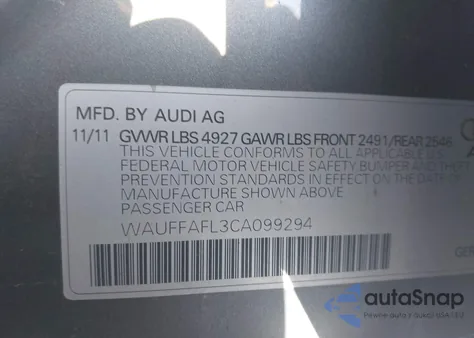 MFD. BY AUDI AG
11/11 GVWR LBS 4927 GAWR LBS FRONT 2491/REAR 2546
THIS VEHICLE CONFORMS TO ALL APPLICABLE U.S.
FEDERAL MOTOR VEHICLE SAFETY BUMPER AND THEFT
PREVENTION STANDARDS IN EFFECT ON DATE OF
MANUFACTURE SHOWN ABOVE
PASSENGER CAR
WAUFFAFL3CA099294
GER
autoSnap